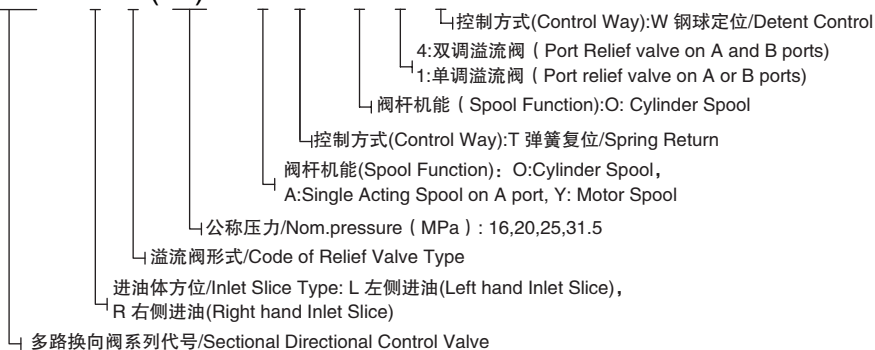 控制方式(Control Way):W 钢球定位/Detent Control
4:双调溢流阀（Port Relief valve on A and B ports)
1:单调溢流阀（Port relief valve on A or B ports)
阀杆机能（Spool Function):O: Cylinder Spool
控制方式(Control Way):T 弹簧复位/Spring Return
阀杆机能(Spool Function)：O:Cylinder Spool，
A:Single Acting Spool on A port, Y: Motor Spool
公称压力/Nom.pressure（MPa）: 16,20,25,31.5
溢流阀形式/Code of Relief Valve Type
进油体方位/Inlet Slice Type: L 左侧进油(Left hand Inlet Slice)，
R 右侧进油(Right hand Inlet Slice)
多路换向阀系列代号/Sectional Directional Control Valve